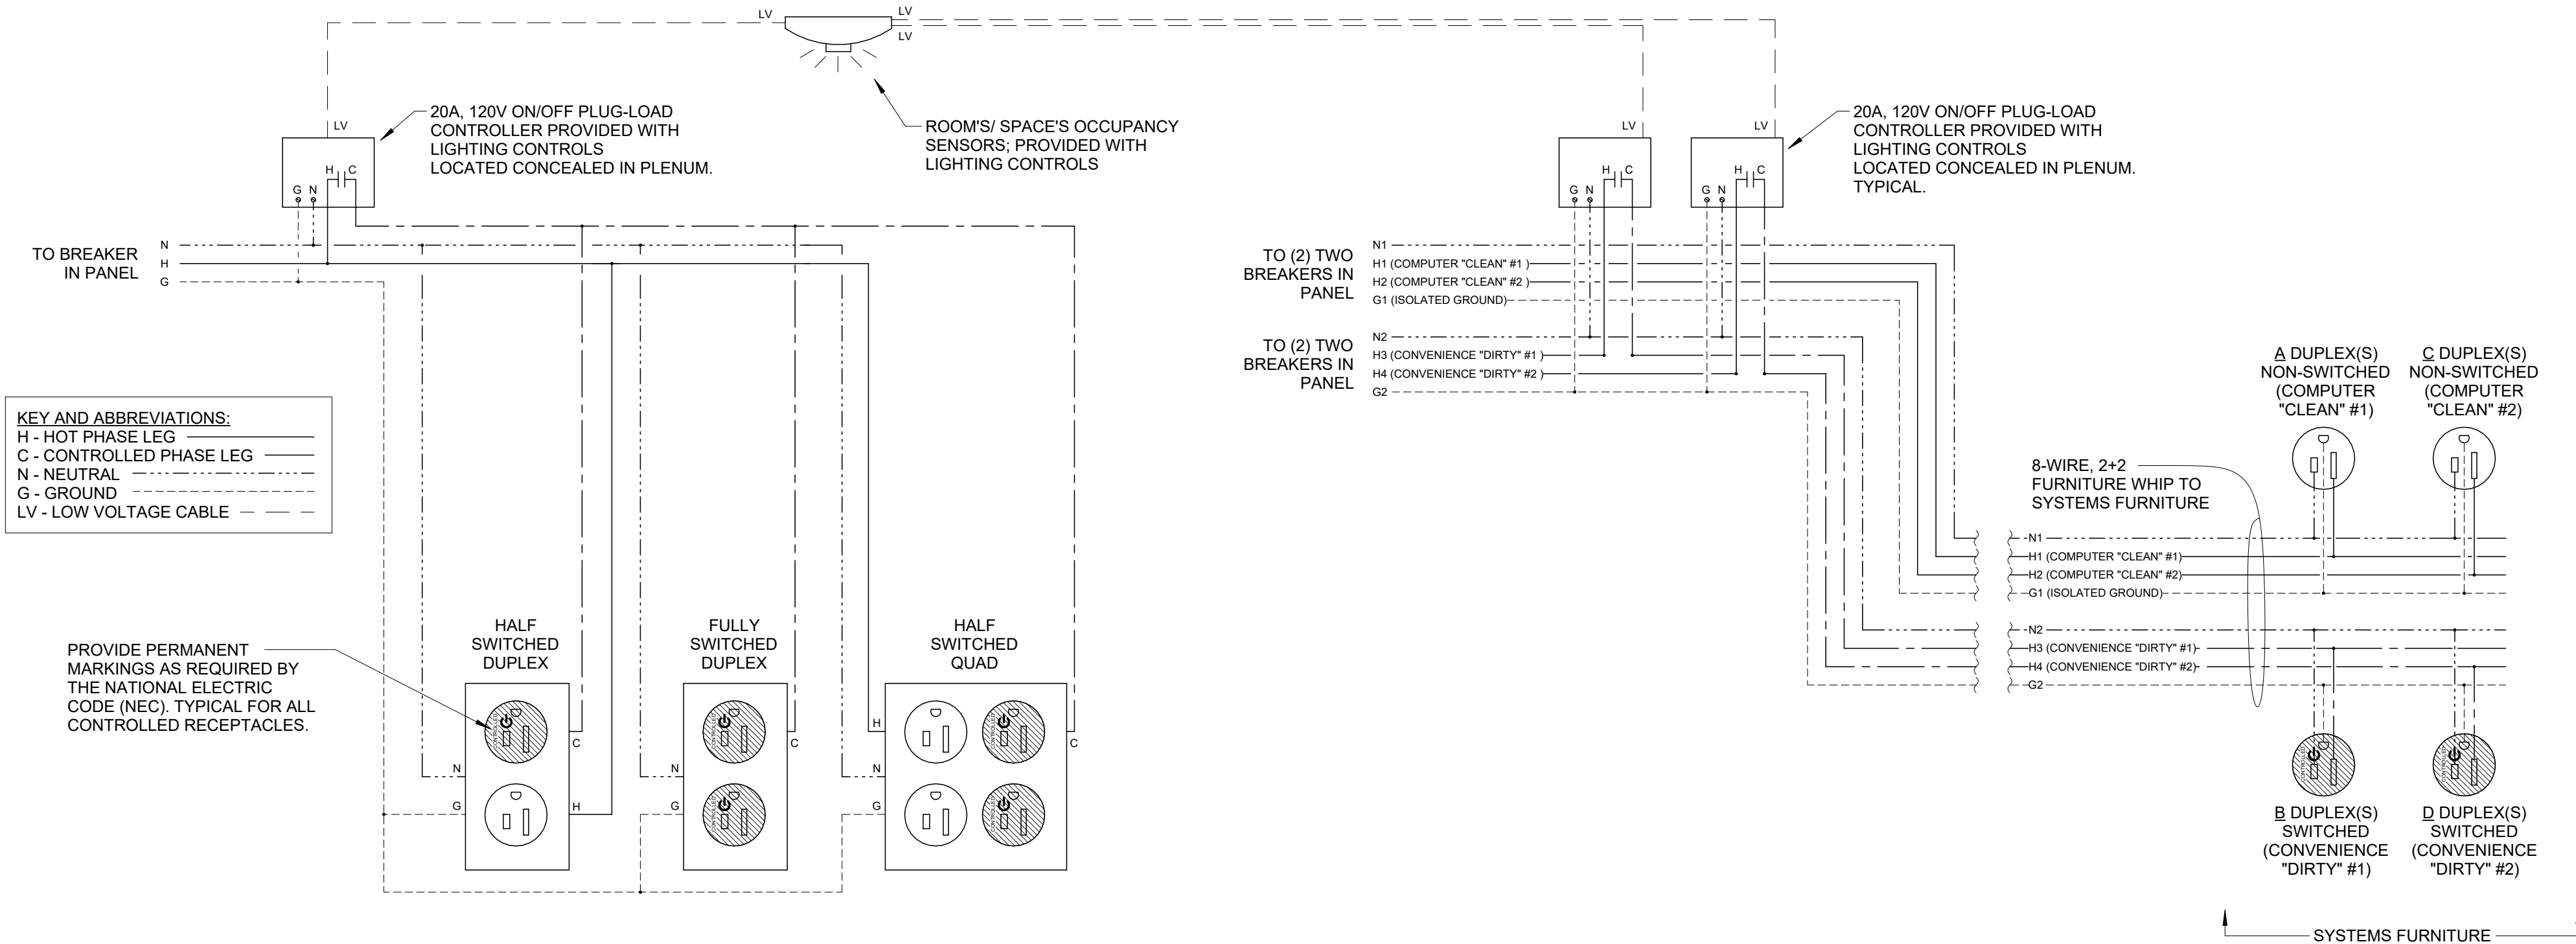 LV
LV
LV
20A, 120V ON/OFF PLUG-LOAD
CONTROLLER PROVIDED WITH
LIGHTING CONTROLS
LOCATED CONCEALED IN PLENUM.
LV
ROOM'S/ SPACE'S OCCUPANCY
SENSORS; PROVIDED WITH
LIGHTING CONTROLS
LV
LV
20A, 120V ON/OFF PLUG-LOAD
CONTROLLER PROVIDED WITH
LIGHTING CONTROLS
LOCATED CONCEALED IN PLENUM.
TYPICAL.
H C
G N
H C
G N
H C
G N
TO BREAKER
IN PANEL
N
H
G
TO (2) TWO
BREAKERS IN
PANEL
N1
H1 (COMPUTER "CLEAN" #1 )
H2 (COMPUTER "CLEAN" #2 )
G1 (ISOLATED GROUND)
TO (2) TWO
BREAKERS IN
PANEL
N2
H3 (CONVENIENCE "DIRTY" #1 )
H4 (CONVENIENCE "DIRTY" #2 )
G2
KEY AND ABBREVIATIONS:
H - HOT PHASE LEG
C - CONTROLLED PHASE LEG
N - NEUTRAL
G - GROUND
LV - LOW VOLTAGE CABLE
A DUPLEX(S)
NON-SWITCHED
(COMPUTER
"CLEAN" #1)
C DUPLEX(S)
NON-SWITCHED
(COMPUTER
"CLEAN" #2)
8-WIRE, 2+2
FURNITURE WHIP TO
SYSTEMS FURNITURE
N1
H1 (COMPUTER "CLEAN" #1)
H2 (COMPUTER "CLEAN" #2)
G1 (ISOLATED GROUND)
N2
H3 (CONVENIENCE "DIRTY" #1)
H4 (CONVENIENCE "DIRTY" #2)
G2
PROVIDE PERMANENT
MARKINGS AS REQUIRED BY
THE NATIONAL ELECTRIC
CODE (NEC). TYPICAL FOR ALL
CONTROLLED RECEPTACLES.
HALF
SWITCHED
DUPLEX
CONTROLLED
C
N
G
H
FULLY
SWITCHED
DUPLEX
CONTROLLED
CONTROLLED
C
N
G
HALF
SWITCHED
QUAD
H
CONTROLLED
CONTROLLED
C
N
G
CONTROLLED
CONTROLLED
B DUPLEX(S)
SWITCHED
(CONVENIENCE
"DIRTY" #1)
D DUPLEX(S)
SWITCHED
(CONVENIENCE
"DIRTY" #2)
SYSTEMS FURNITURE